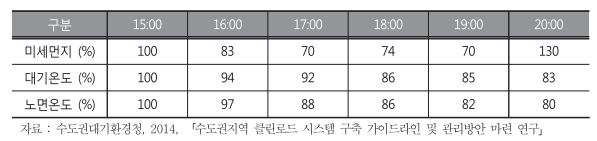 구분 15:00 16:00 17:00 18:00 19:00 20:00
미세먼지 (%) 100 83 70 74 70 130
대기온도 (%) 100 94 92 86 85 83
노면온도 (%) 100 97 88 86 82 80
자료 : 수도권대기환경청, 2014, 「수도권지역 클린로드 시스템 구축 가이드라인 및 관리방안 마련 연구」